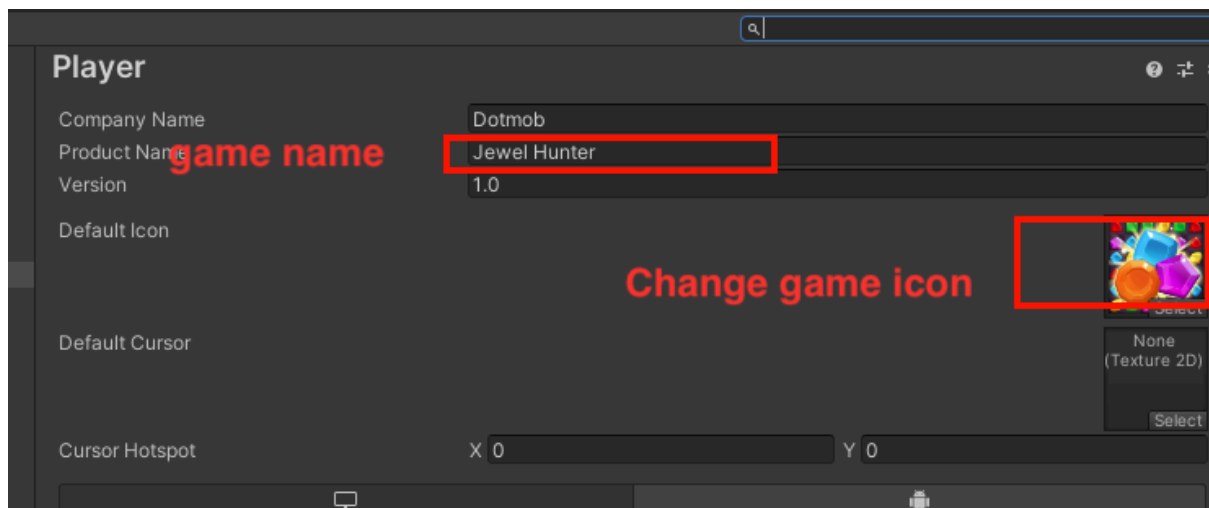 Player
Company Name Dotmob
Product Name game name Jewel Hunter
Version 1.0
Default Icon
Change game icon
Select
Default Cursor None
(Texture 2D)
Select
Cursor Hotspot X 0 Y 0